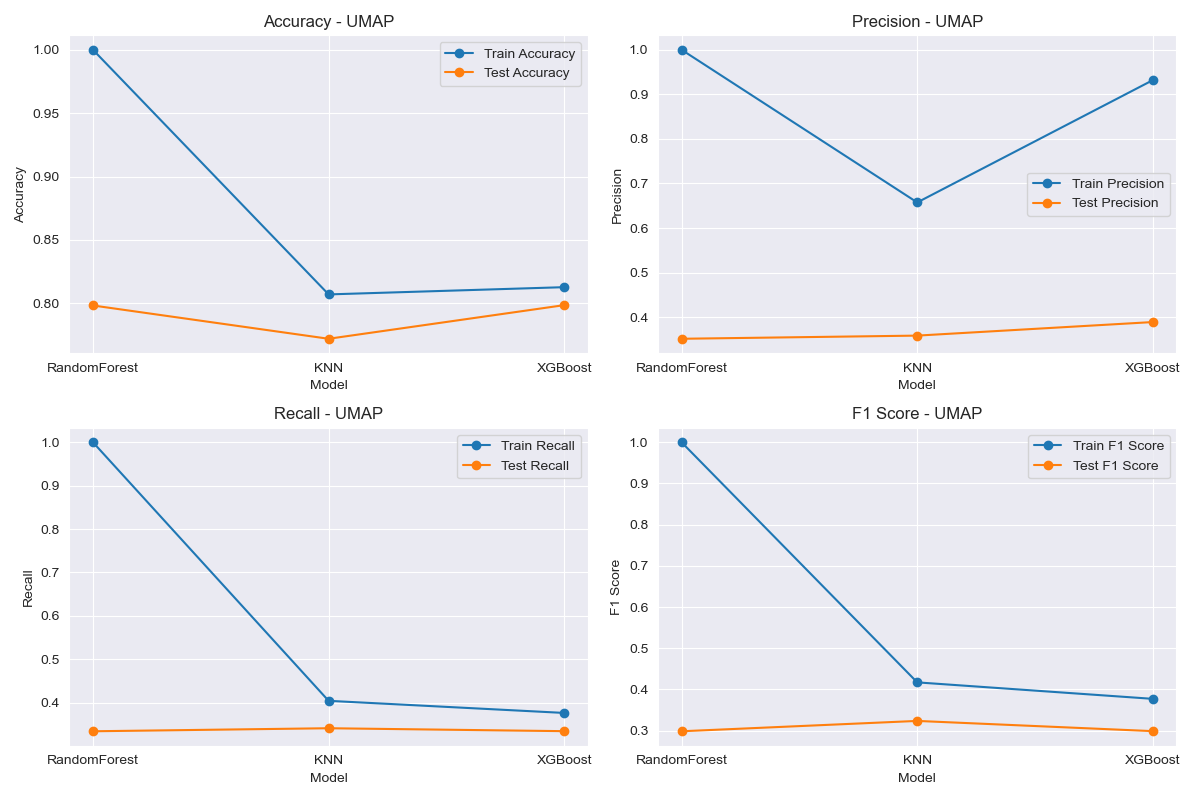 Accuracy - UMAP
1.00
0.95
0.90
0.85
0.80
Accuracy
Train Accuracy
Test Accuracy
RandomForest
KNN
XGBoost
Model
Precision - UMAP
1.0
0.9
0.8
0.7
0.6
0.5
0.4
Precision
Train Precision
Test Precision
RandomForest
KNN
XGBoost
Model
Recall - UMAP
1.0
0.9
0.8
0.7
0.6
0.5
0.4
Recall
Train Recall
Test Recall
RandomForest
KNN
XGBoost
Model
F1 Score - UMAP
1.0
0.9
0.8
0.7
0.6
0.5
0.4
0.3
F1 Score
Train F1 Score
Test F1 Score
RandomForest
KNN
XGBoost
Model